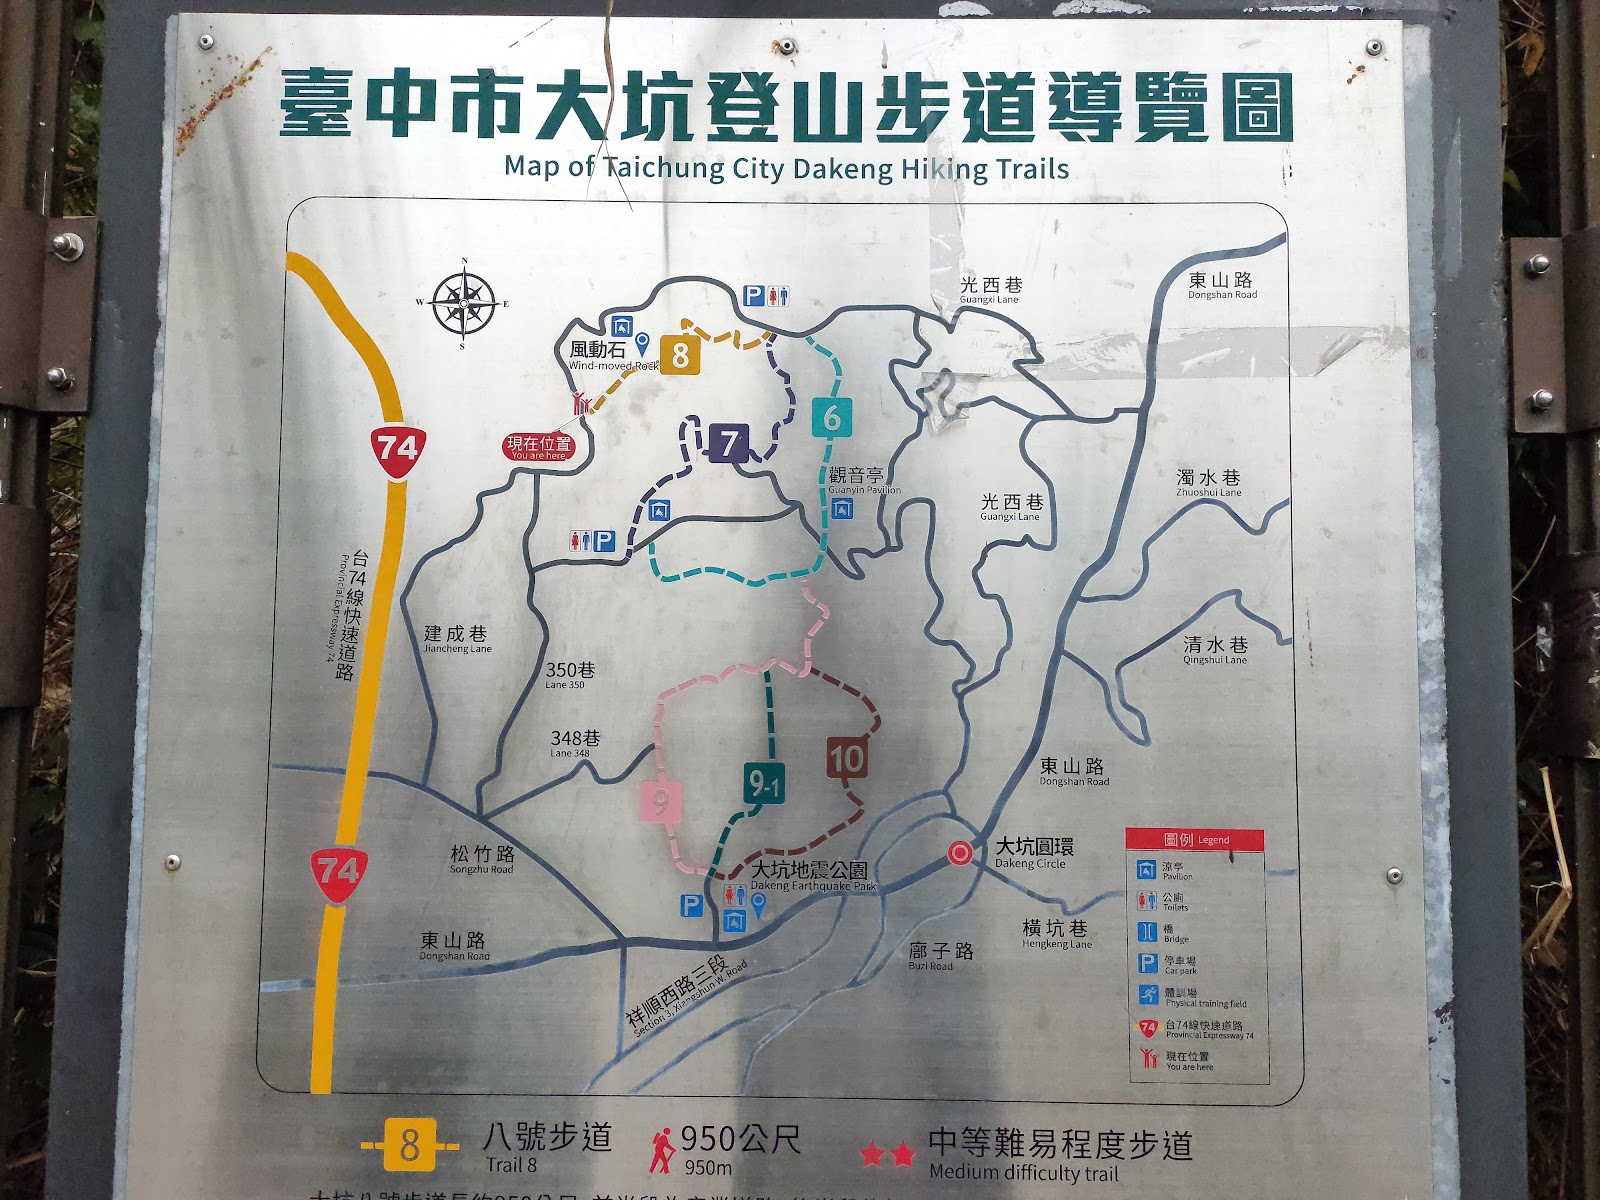 臺中市大坑登山步道導覽圖
Map of Taichung City Dakeng Hiking Trails
N
W E
S
P
光西巷
Guangxi Lane
東山路
Dongshan Road
風動石
Wind-moved Rock
8
6
7
74
現在位置
You are here
觀音亭
Guanyin Pavilion
光西巷
Guangxi Lane
濁水巷
Zhuoshui Lane
P
台74線快速道路
Provincial Expressway 74
建成巷
Jiancheng Lane
350巷
Lane 350
清水巷
Qingshui Lane
348巷
Lane 348
9
9-1
10
東山路
Dongshan Road
74
松竹路
Songzhu Road
大坑地震公園
Dakeng Earthquake Park
大坑圓環
Dakeng Circle
P
東山路
Dongshan Road
祥順西路三段
Section 3, Xiangshun W. Road
廍子路
Buzi Road
橫坑巷
Hengkeng Lane
圖例 Legend
涼亭
Pavilion
公廁
Toilets
橋
Bridge
P 停車場
Car park
體訓場
Physical training field
74 台74線快速道路
Provincial Expressway 74
現在位置
You are here
8 八號步道
Trail 8
950公尺
950m
中等難易程度步道
Medium difficulty trail